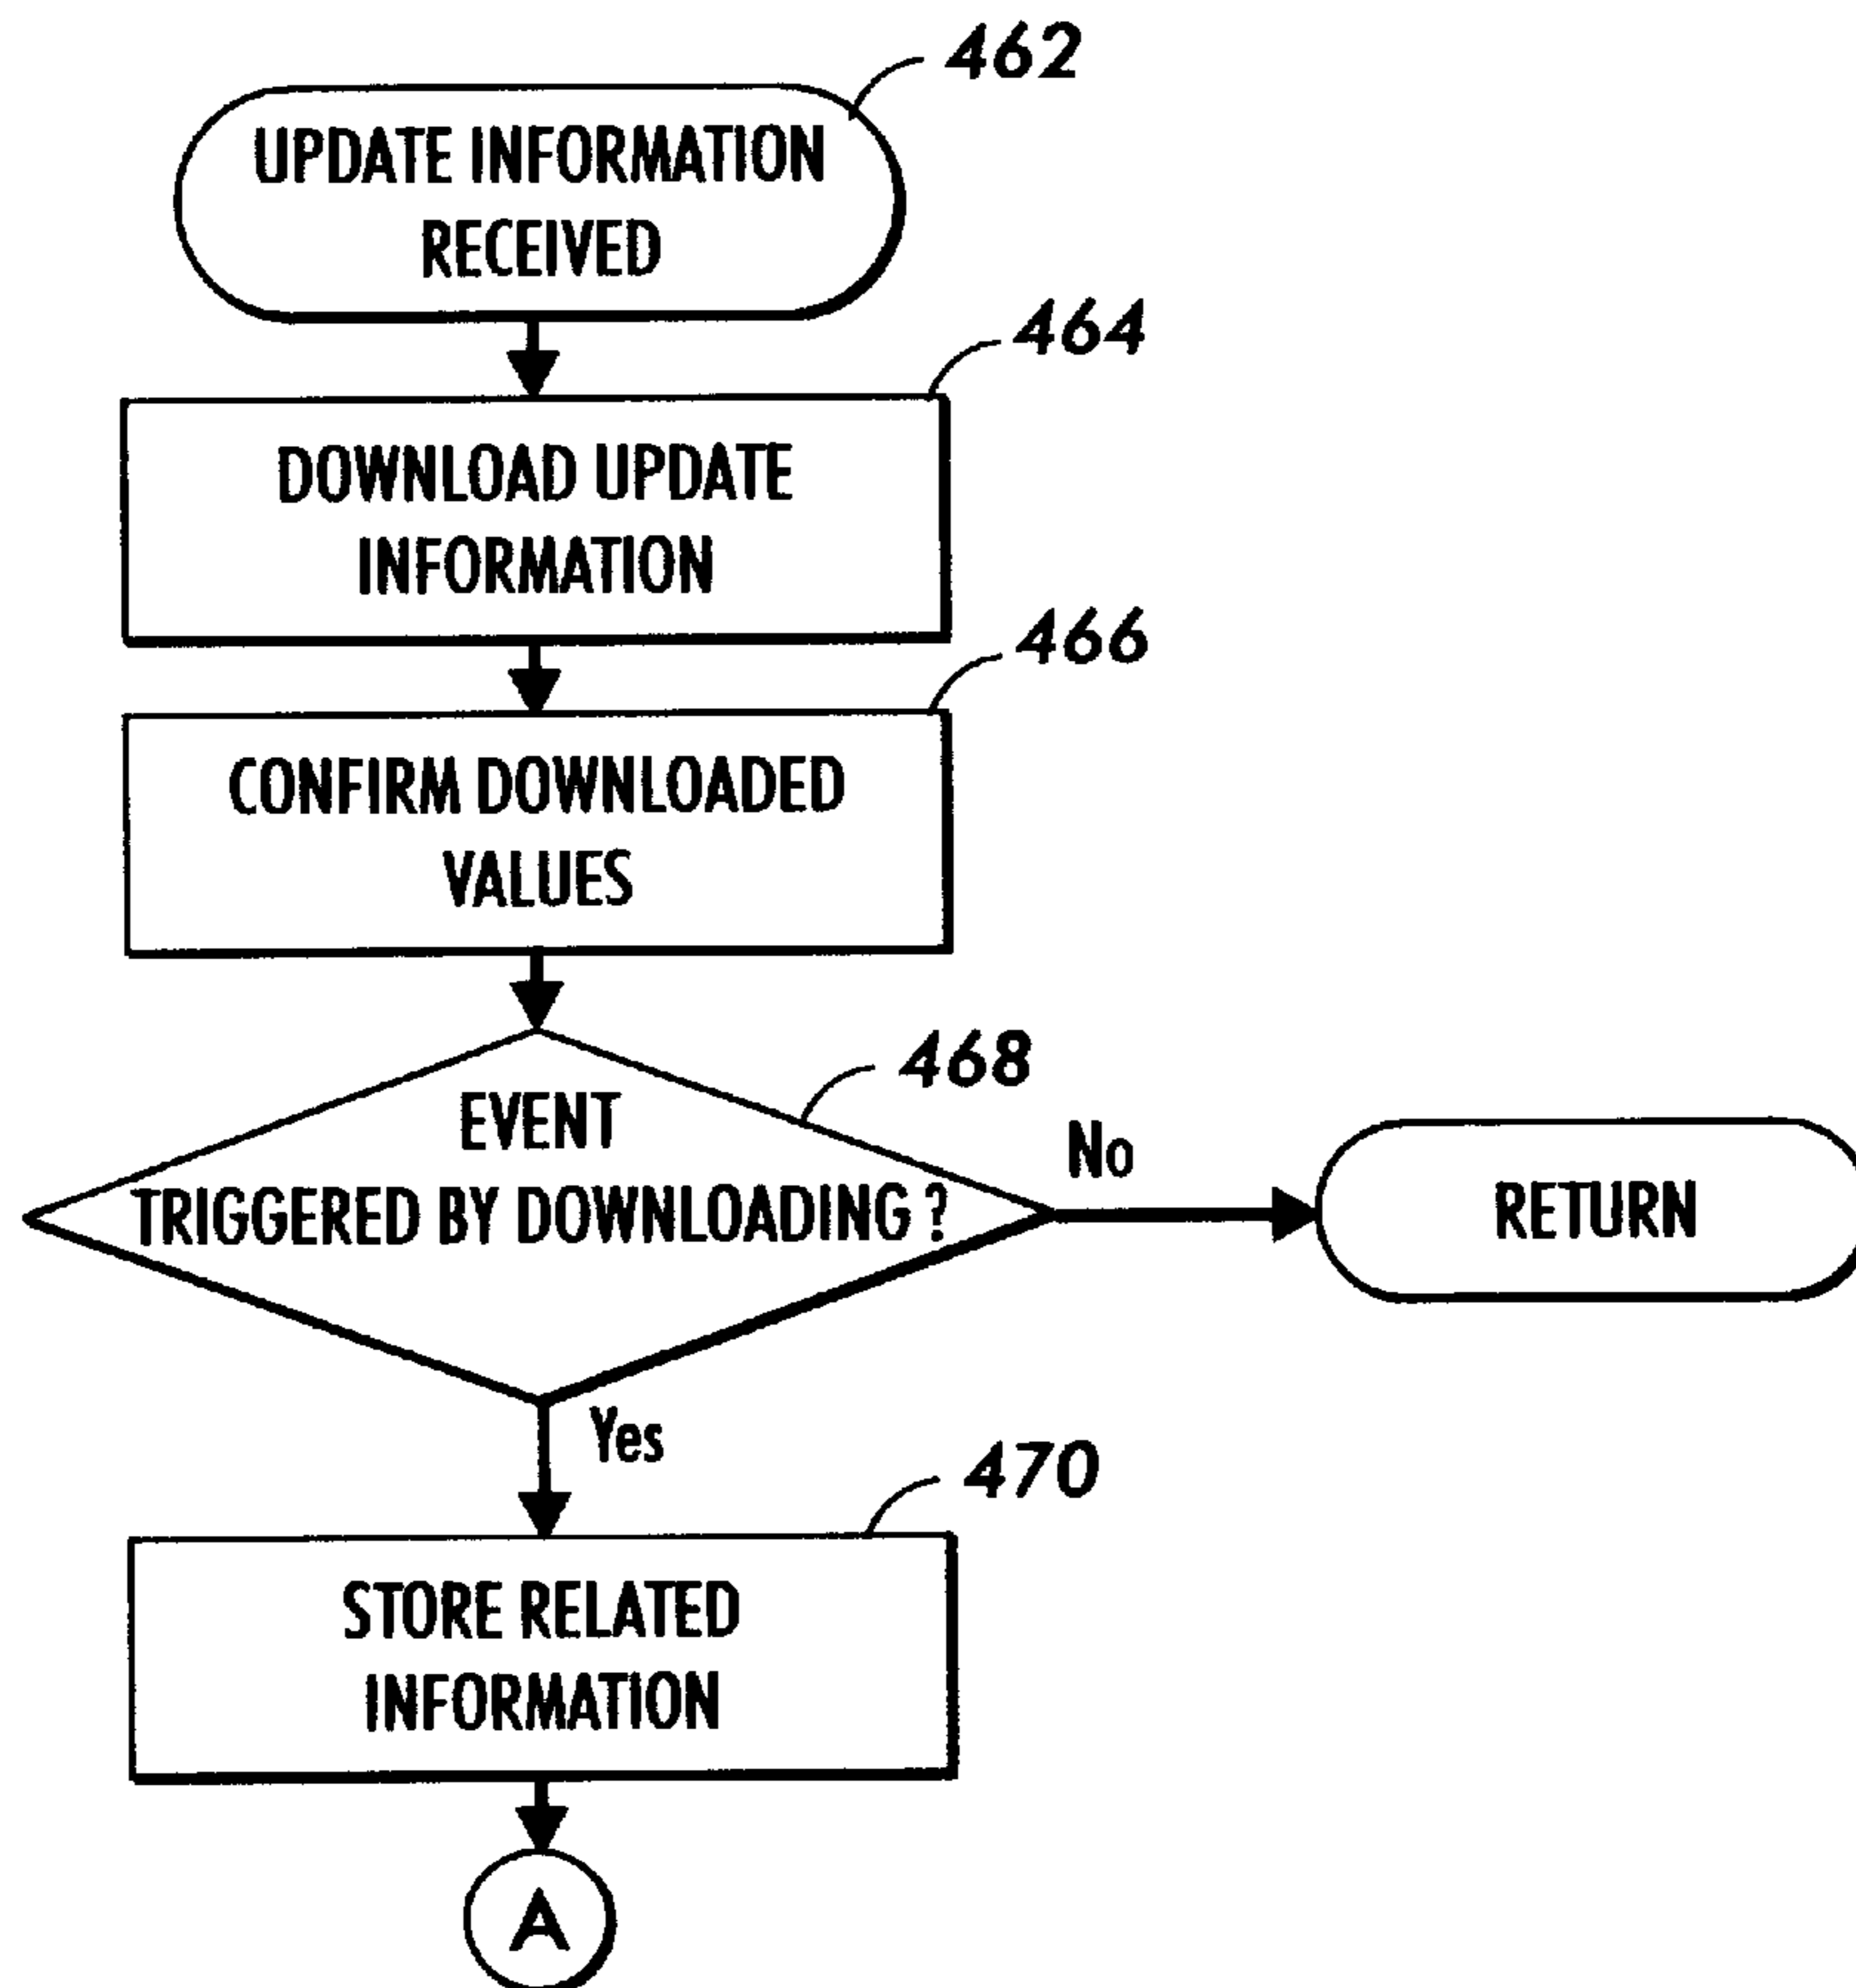 462
UPDATE INFORMATION
RECEIVED
464
DOWNLOAD UPDATE
INFORMATION
466
CONFIRM DOWNLOADED
VALUES
468
EVENT
TRIGGERED BY DOWNLOADING?
No
RETURN
Yes
470
STORE RELATED
INFORMATION
A